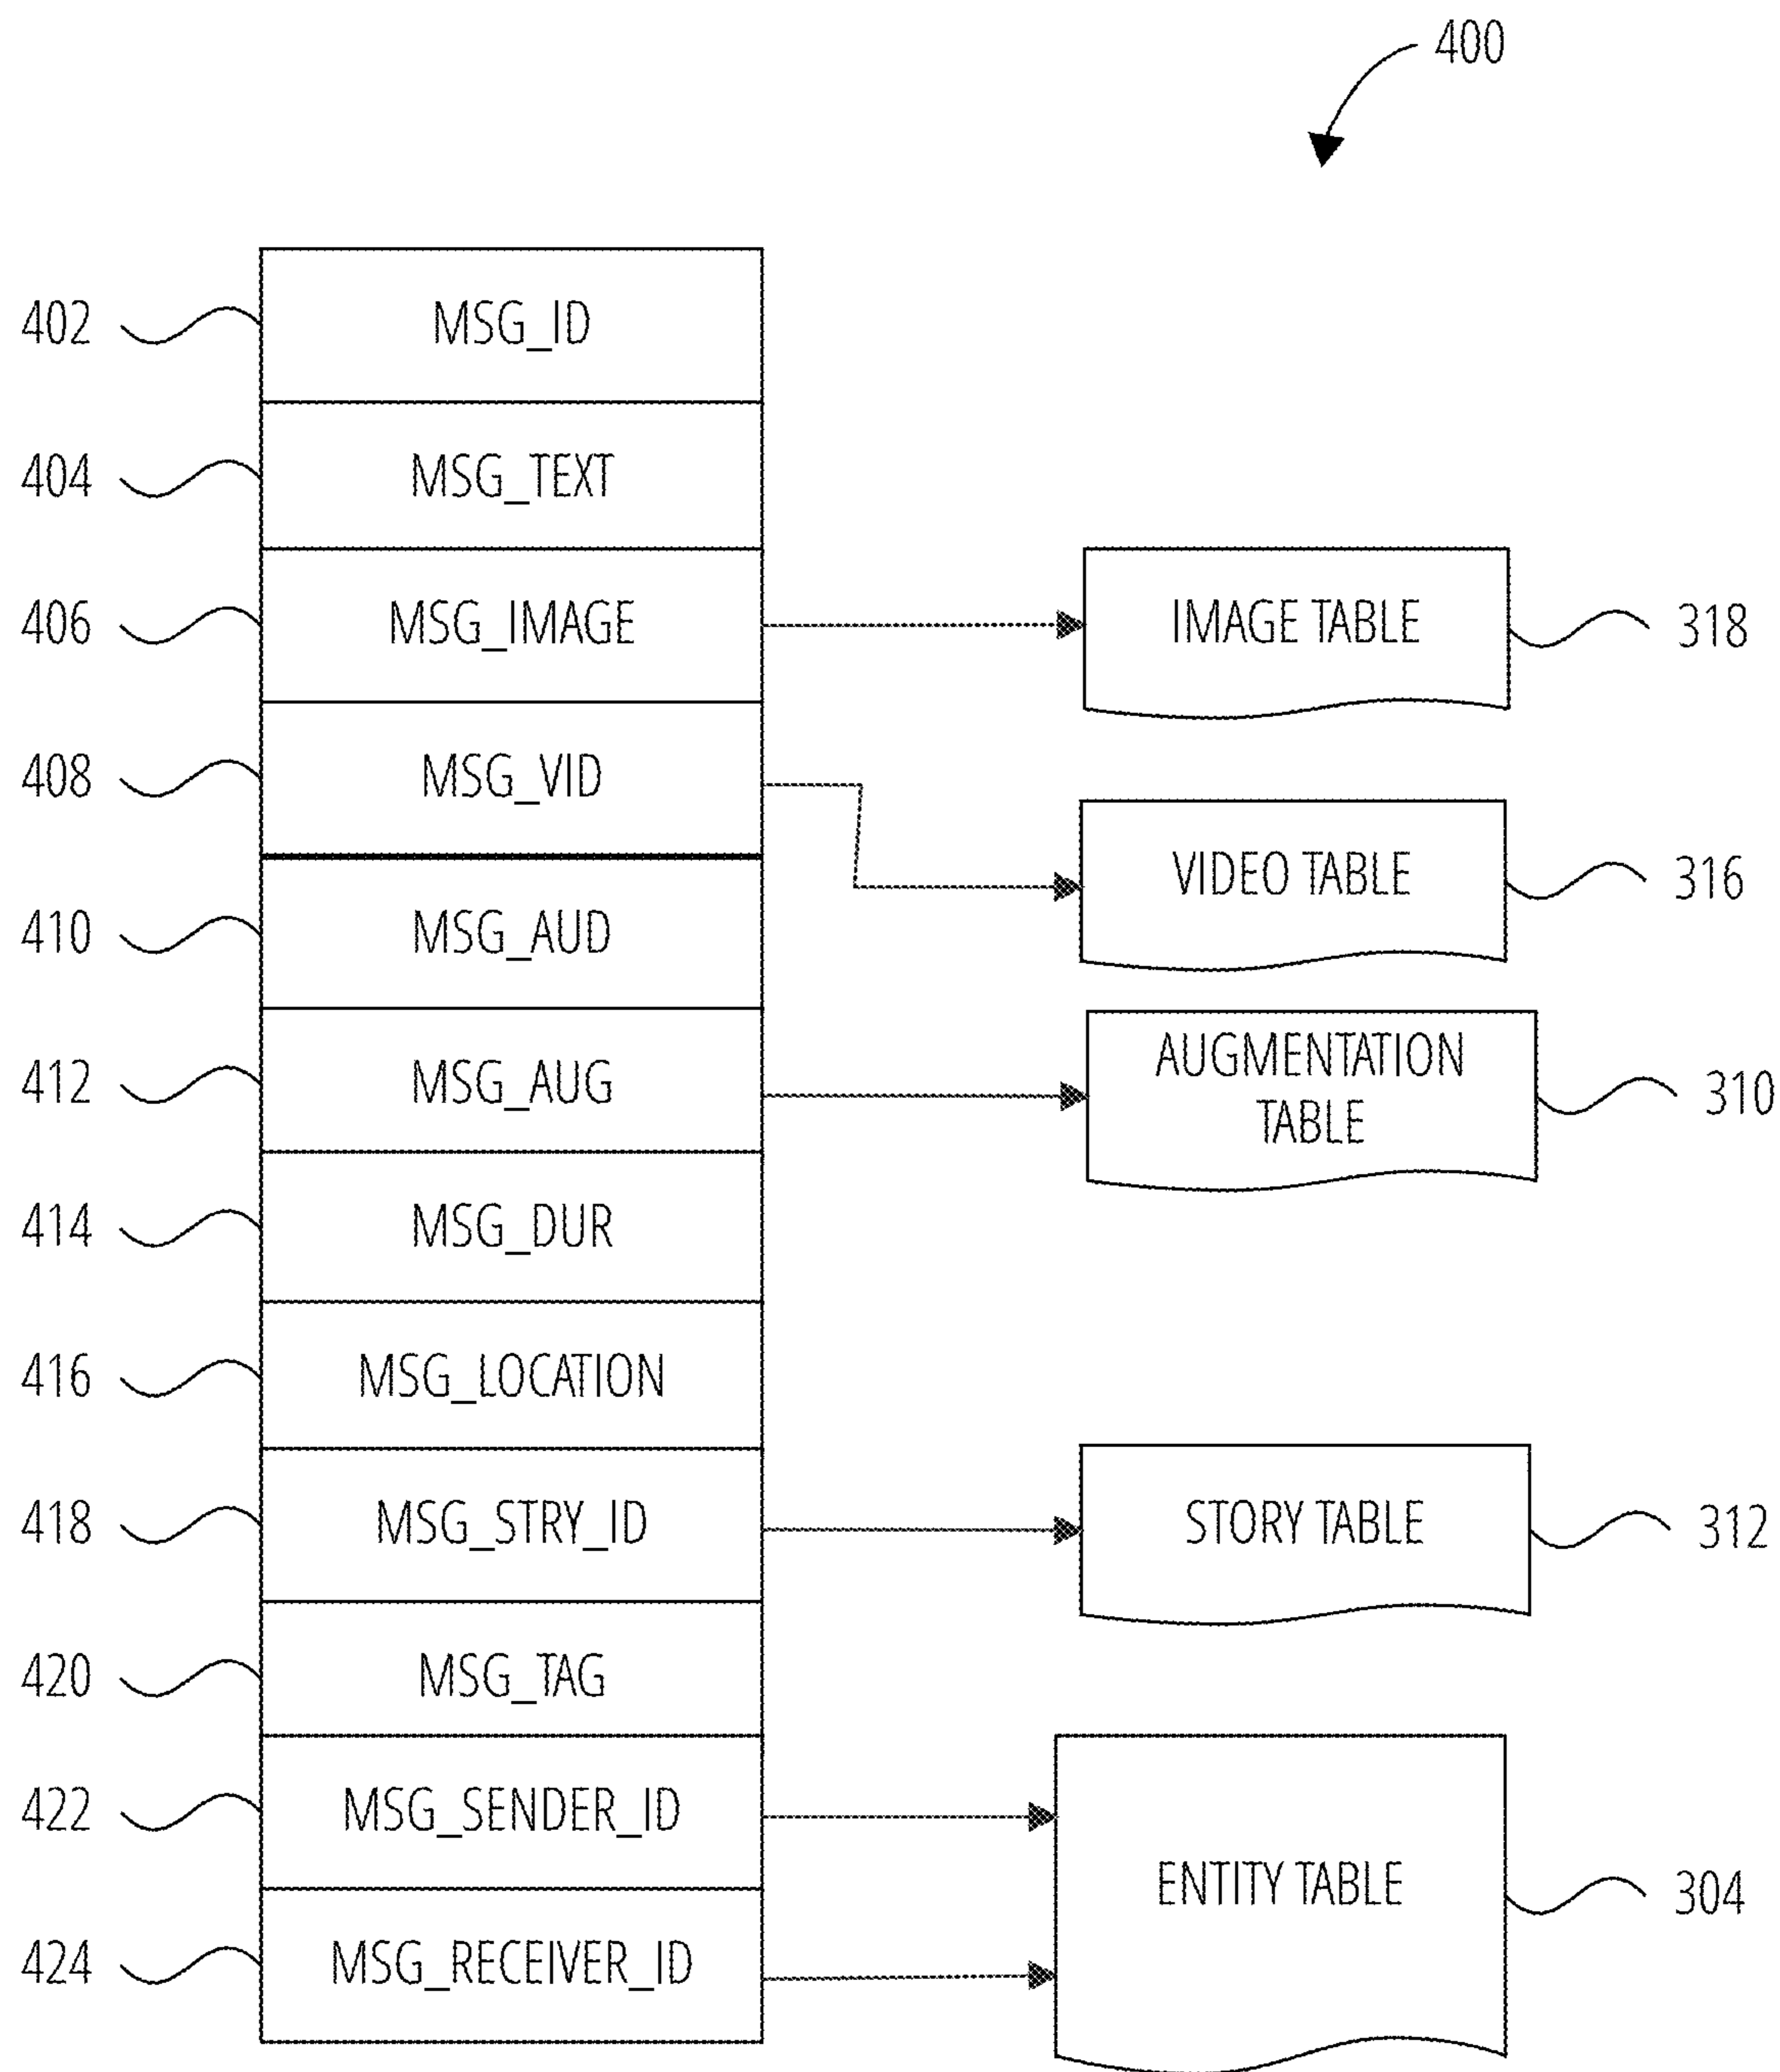 400
402 MSG_ID
404 MSG_TEXT
406 MSG_IMAGE IMAGE TABLE 318
408 MSG_VID
VIDEO TABLE 316
410 MSG_AUD
412 MSG_AUG AUGMENTATION
TABLE 310
414 MSG_DUR
416 MSG_LOCATION
418 MSG_STRY_ID STORY TABLE 312
420 MSG_TAG
422 MSG_SENDER_ID
ENTITY TABLE 304
424 MSG_RECEIVER_ID